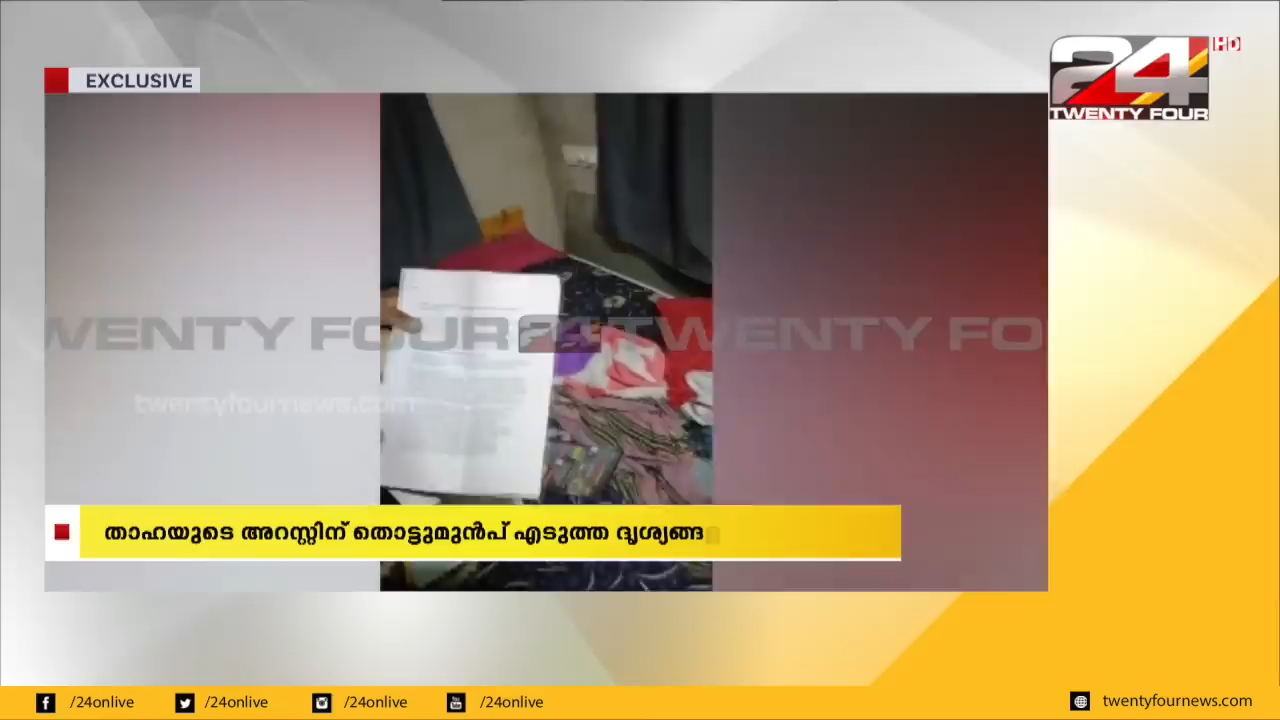 24 HD
TWENTY FOUR
EXCLUSIVE
WENTY FOUR 24 TWENTY FO
twentyfournews.com
താഹയുടെ അറസ്റ്റിന് തൊട്ടുമുൻപ് എടുത്ത ദൃശ്യങ്ങ
/24onlive /24onlive /24onlive /24onlive twentyfournews.com